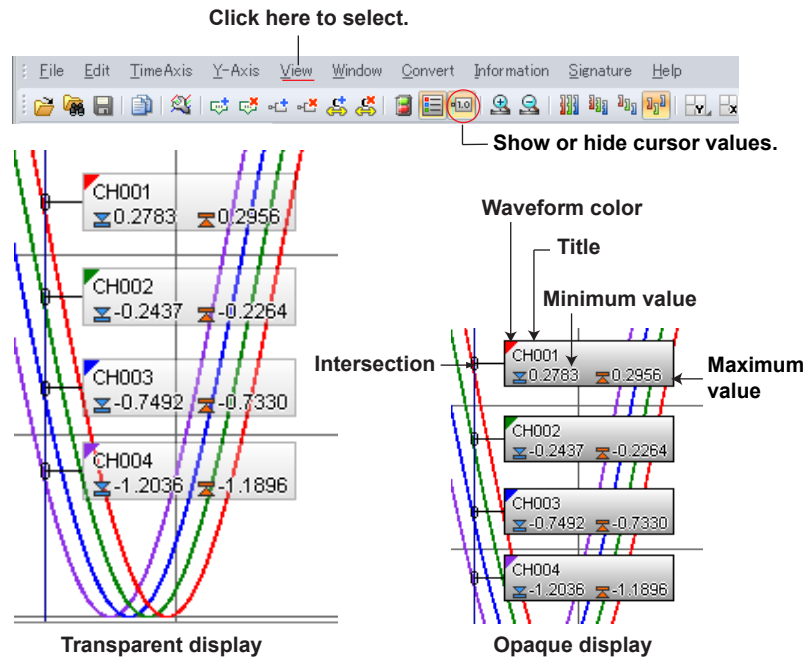 Click here to select.
File Edit TimeAxis Y-Axis View Window Convert Information Signature Help
1.0 Y X
Show or hide cursor values.
CH001
0.2783 0.2956
CH002
-0.2437 -0.2264
CH003
-0.7492 -0.7330
CH004
-1.2036 -1.1896
Transparent display
Waveform color
Title
Minimum value
Intersection
Maximum
value
CH001
0.2783 0.2956
CH002
-0.2437 -0.2264
CH003
-0.7492 -0.7330
CH004
-1.2036 -1.1896
Opaque display